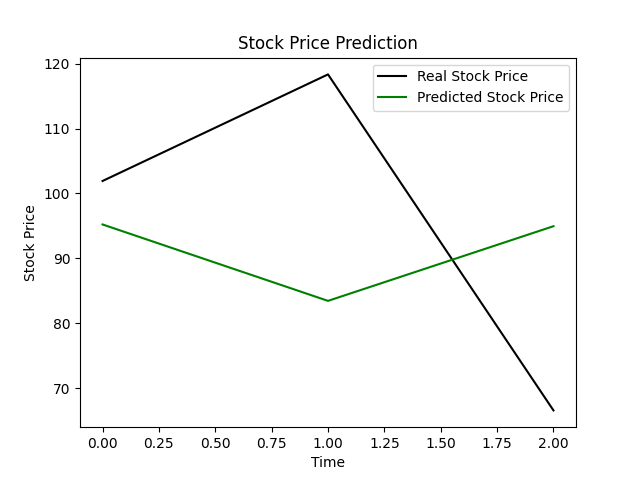 Stock Price Prediction
Real Stock Price
Predicted Stock Price
Stock Price
120
110
100
90
80
70
0.00 0.25 0.50 0.75 1.00 1.25 1.50 1.75 2.00
Time